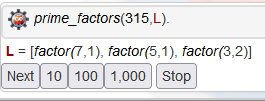 prime_factors(315,L).
L = [factor(7,1), factor(5,1), factor(3,2)]
Next 10 100 1,000 Stop